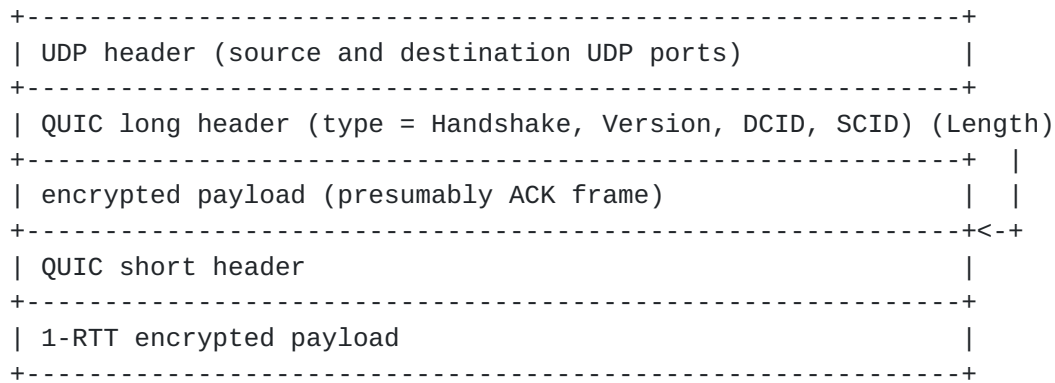 UDP header (source and destination UDP ports)
QUIC long header (type = Handshake, Version, DCID, SCID) (Length)
encrypted payload (presumably ACK frame)
QUIC short header
1-RTT encrypted payload